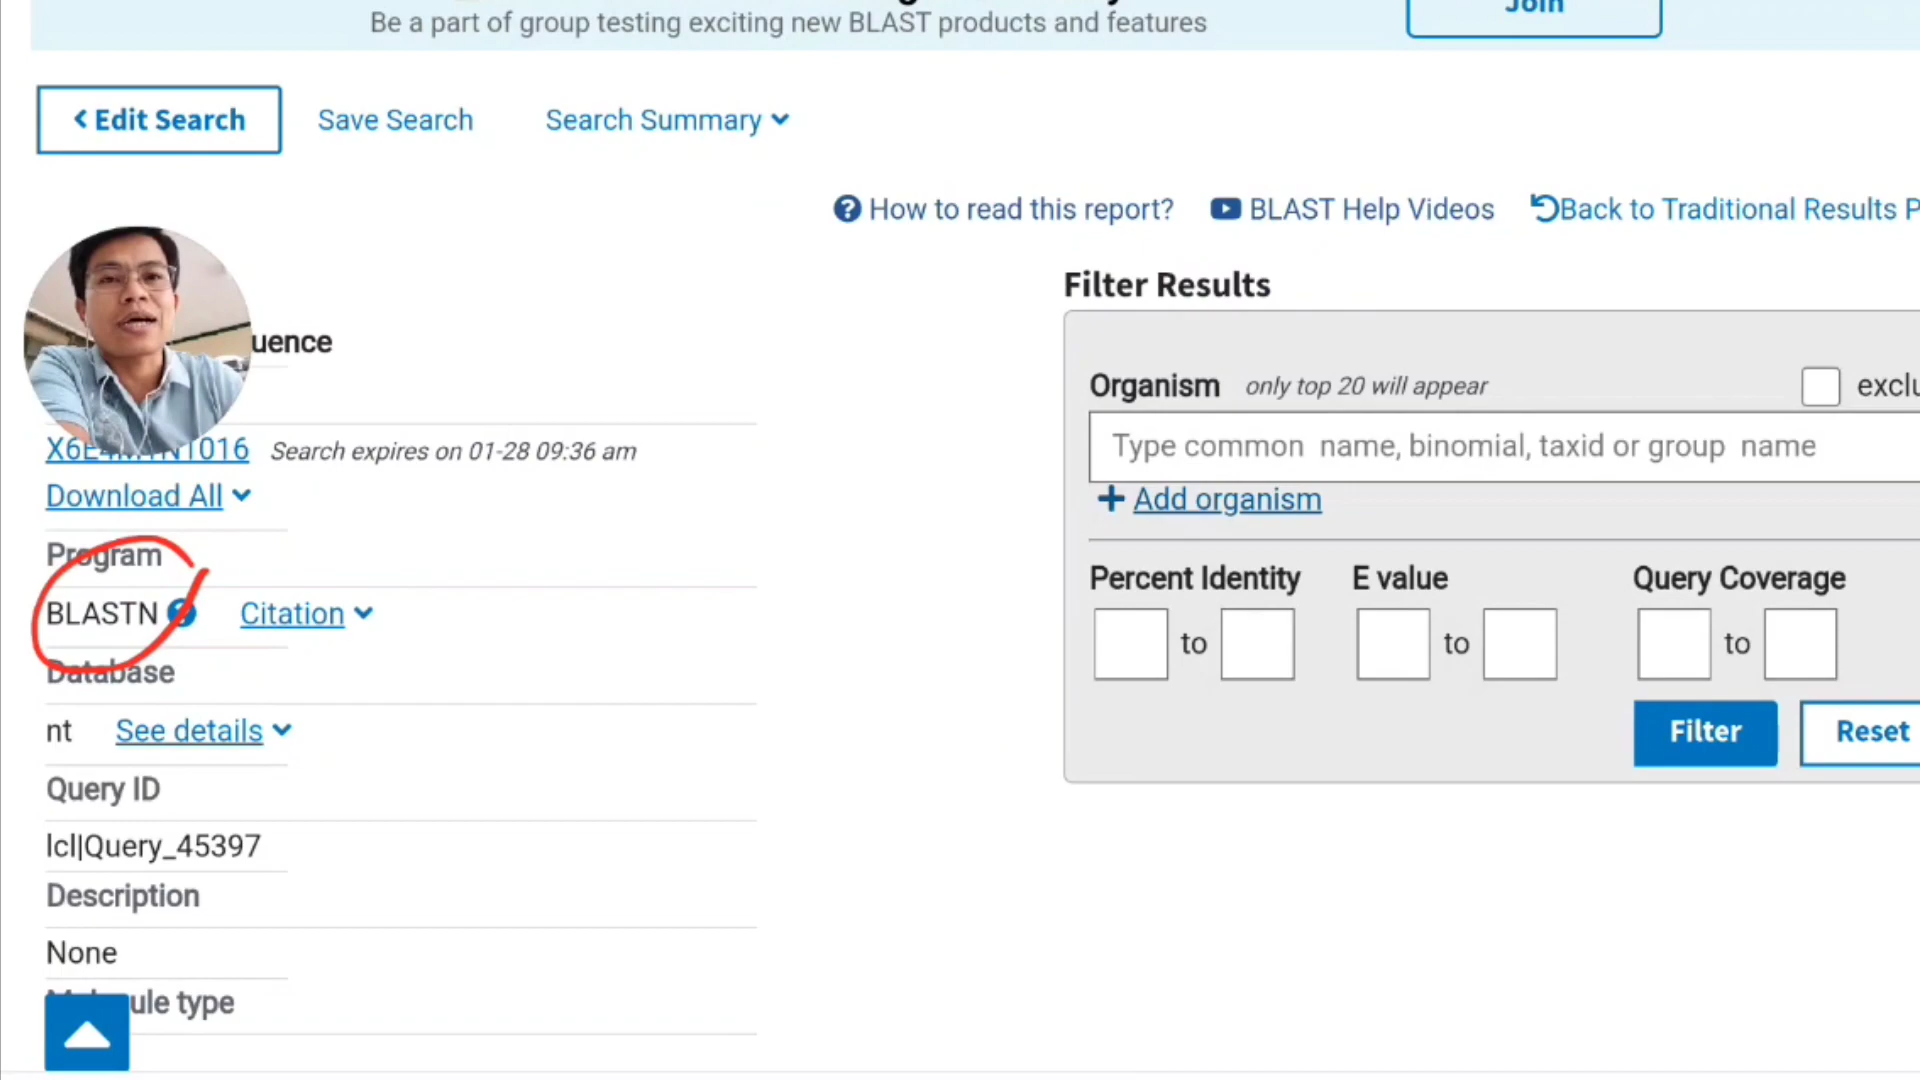 Be a part of group testing exciting new BLAST products and features
Join
Edit Search Save Search Search Summary
How to read this report? BLAST Help Videos Back to Traditional Results P
Filter Results
uence
Organism only top 20 will appear exclu
Type common name, binomial, taxid or group name
Search expires on 01-28 09:36 am
Download All
Add organism
Program
Percent Identity E value Query Coverage
BLASTN Citation
to to to
Database
nt See details
Filter Reset
Query ID
lcl|Query_45397
Description
None
ule type